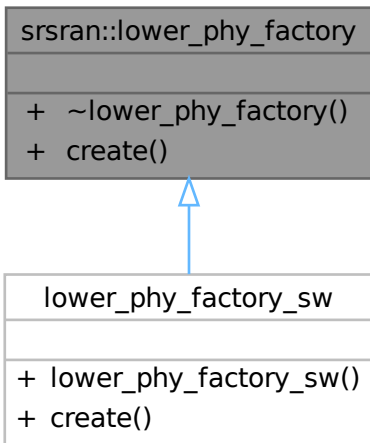 srsran::lower_phy_factory
+ ~lower_phy_factory()
+ create()
lower_phy_factory_sw
+ lower_phy_factory_sw()
+ create()